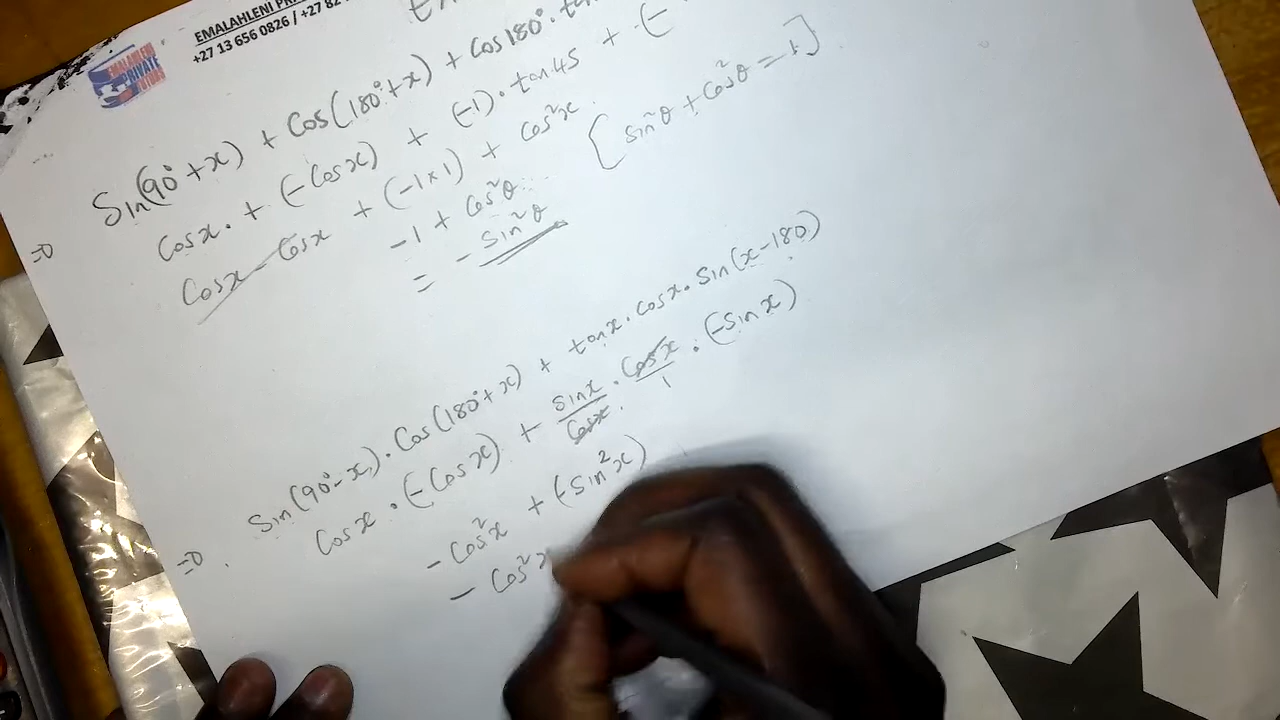 EMALAHLENI
+27 13 656 0826 / +27 82
EMALAHLENI PRIVATE TUTORS
Sin(90°+x) + Cos(180°+x) + Cos180°.
⇒ Cosx. + (-Cosx) + (-1).tan45 + (-
Cosx - Cosx + (-1×1) + Cos²x.
-1 + Cos²θ. [Sin²θ + Cos²θ = 1]
= - Sin²θ
Sin(90°-x).Cos(180°+x) + tanx.Cosx.Sin(x-180)
⇒ Cosx.(-Cosx) + Sinx/Cosx.Cosx/1.(-Sinx)
-Cos²x + (-Sin²x)
- Cos²x